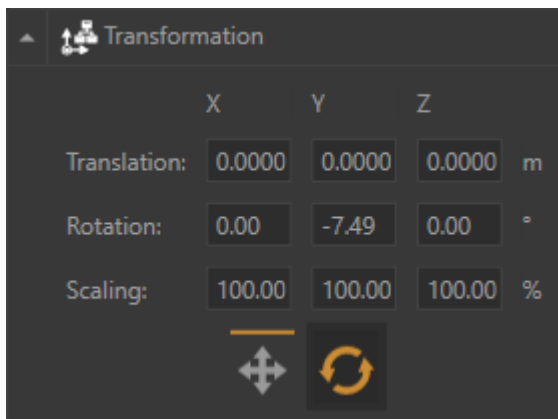 Transformation
X Y Z
Translation: 0.0000 0.0000 0.0000 m
Rotation: 0.00 -7.49 0.00 °
Scaling: 100.00 100.00 100.00 %